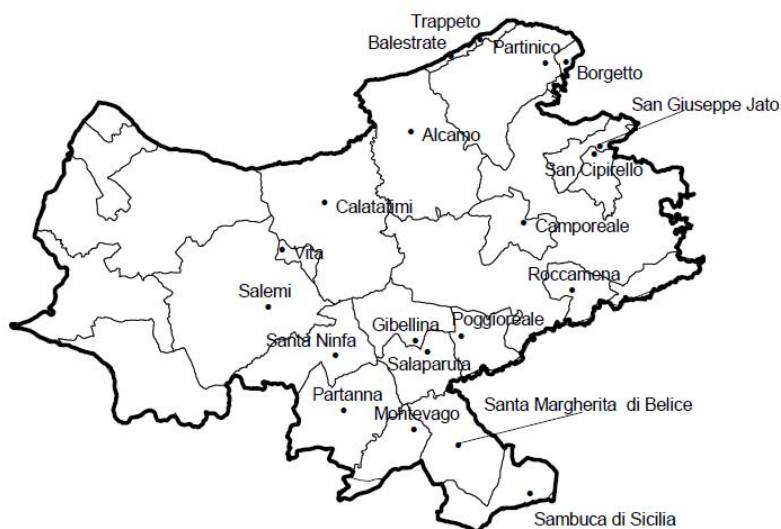 Trappeto
Balestrate
Partinico
Borgetto
San Giuseppe Jato
Alcamo
San Cipirello
Calatafimi
Camporeale
Vita
Roccamena
Salemi
Gibellina
Poggioreale
Santa Ninfa
Salaparuta
Partanna
Montevago
Santa Margherita di Belice
Sambuca di Sicilia